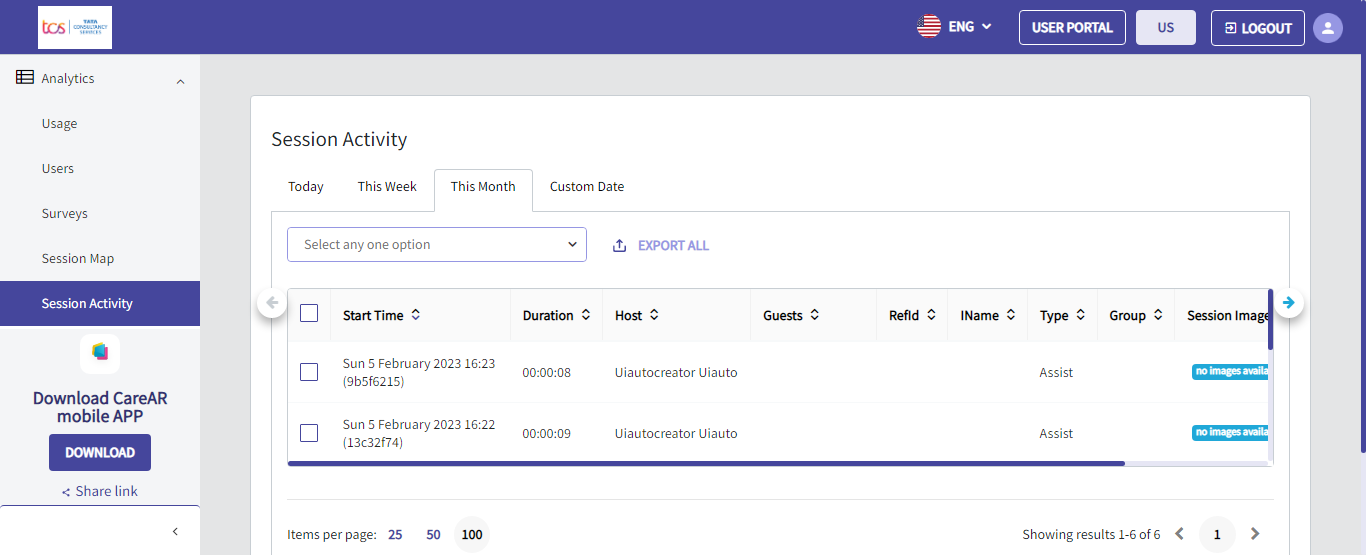 tcs TATA
CONSULTANCY
SERVICES
ENG
USER PORTAL
US
LOGOUT
Analytics
Usage
Users
Surveys
Session Map
Session Activity
Download CareAR
mobile APP
DOWNLOAD
Share link
Session Activity
Today This Week This Month Custom Date
Select any one option
EXPORT ALL
Start Time Duration Host Guests RefId IName Type Group Session Image
Sun 5 February 2023 16:23
(9b5f6215)
00:00:08 Uiautocreator Uiauto Assist no images availa
Sun 5 February 2023 16:22
(13c32f74)
00:00:09 Uiautocreator Uiauto Assist no images availa
Items per page: 25 50 100
Showing results 1-6 of 6 1